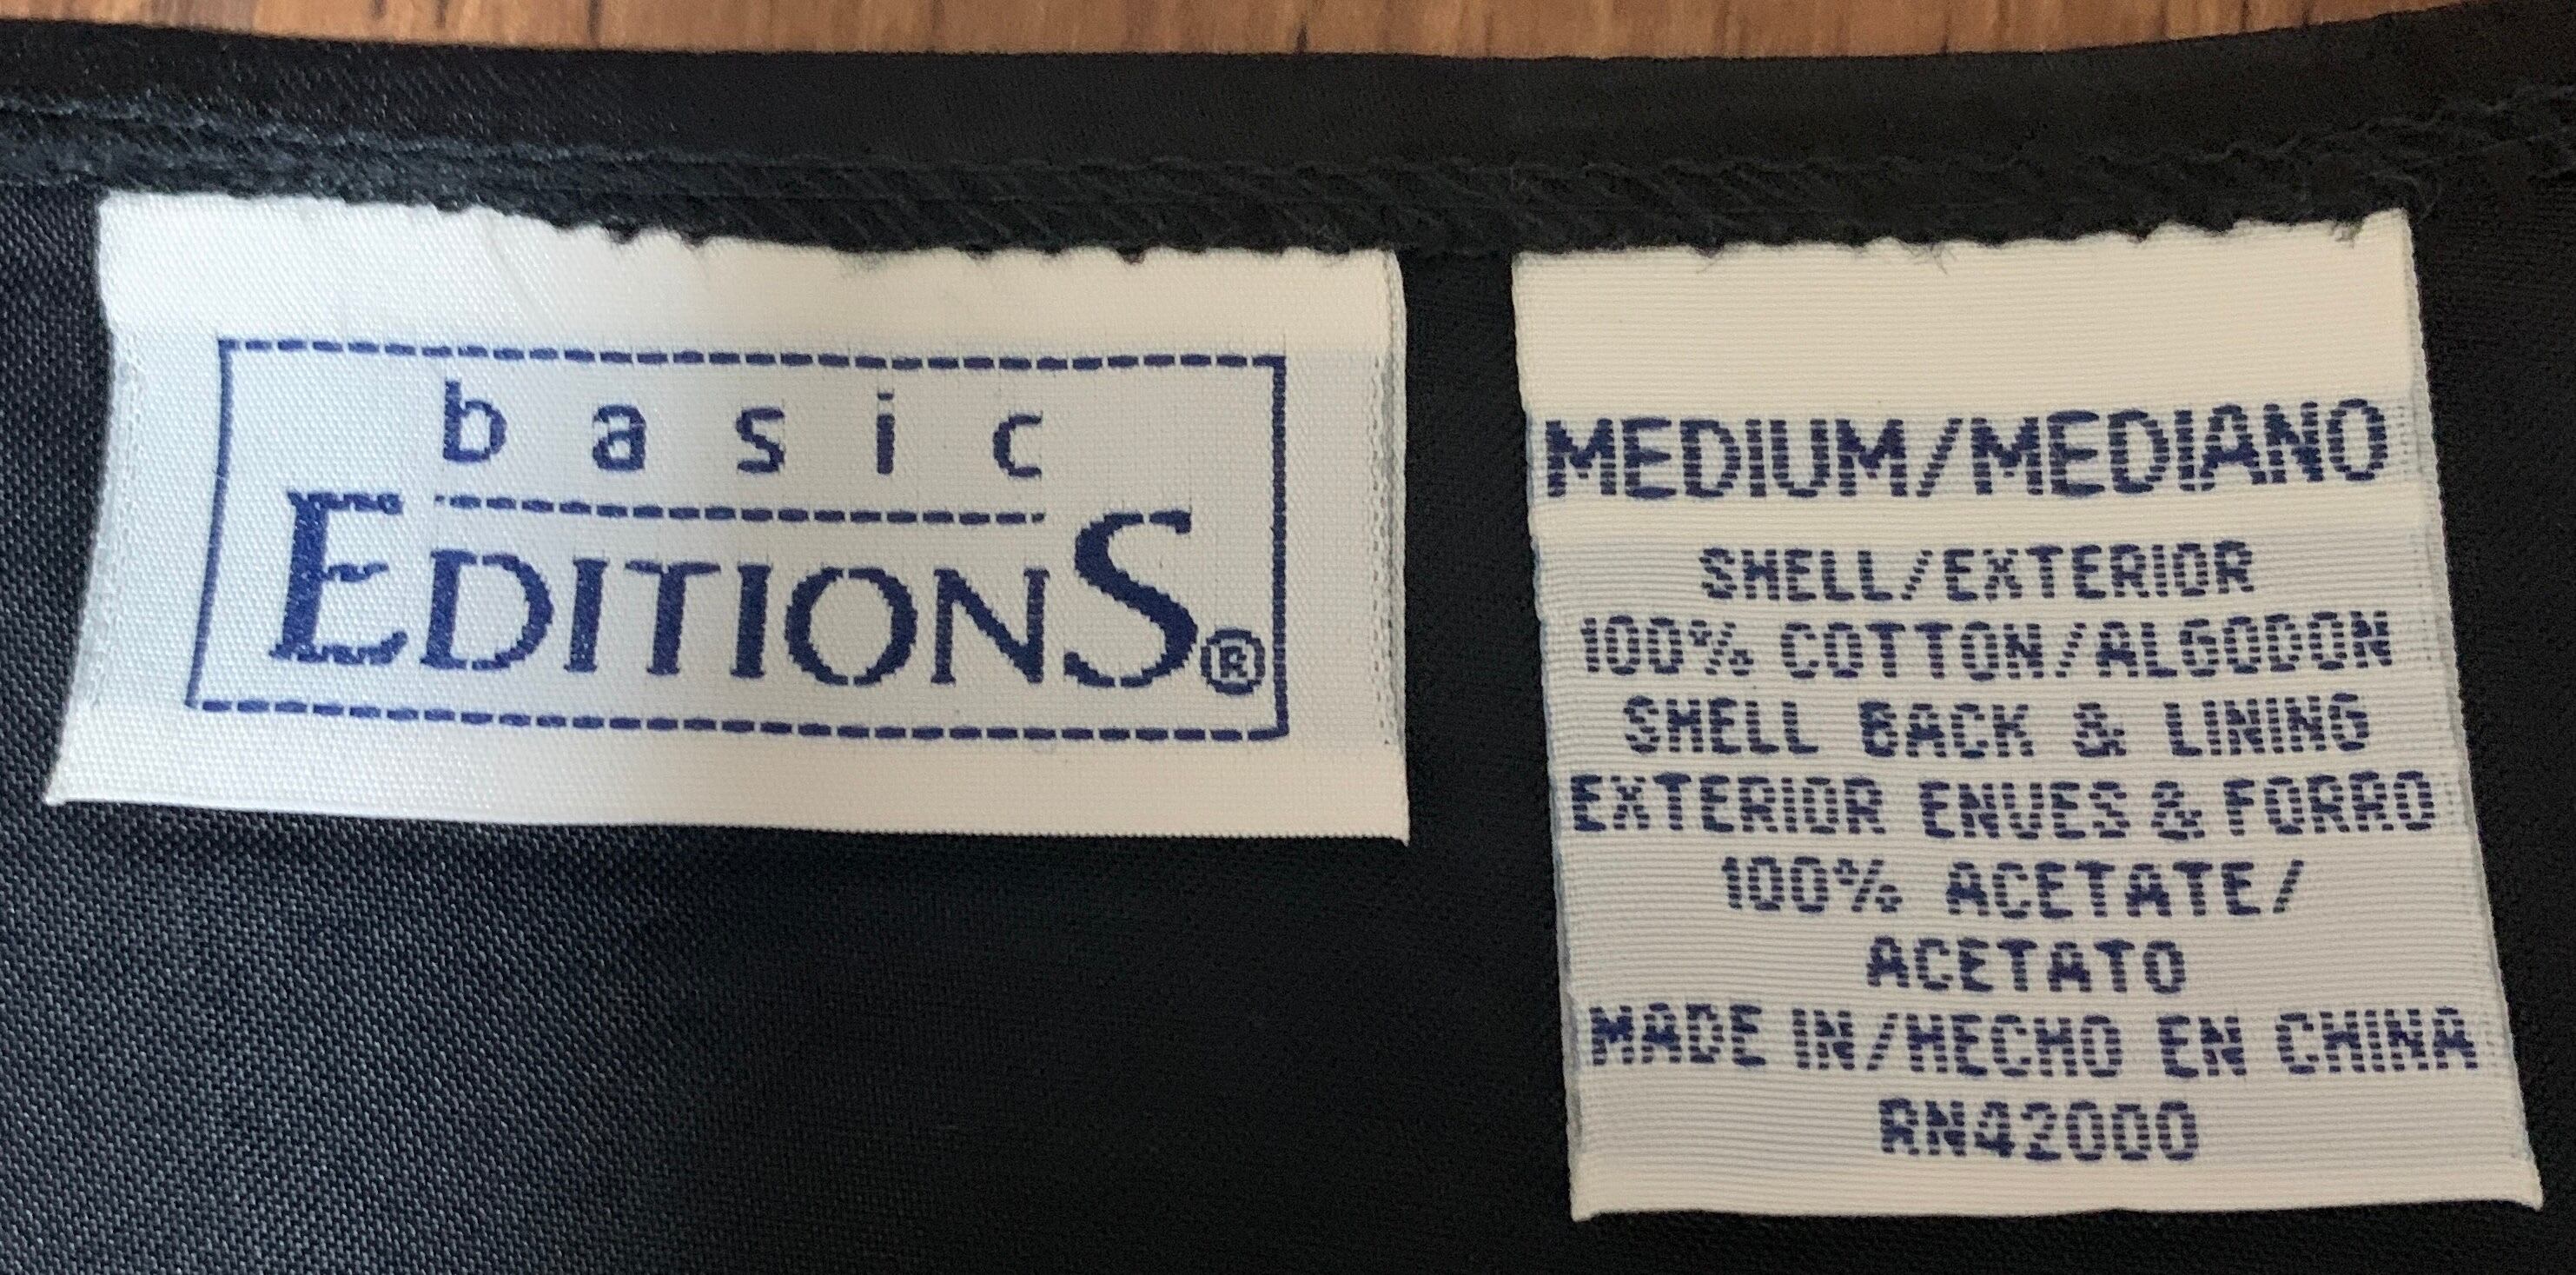 basic
EDITIONS®
MEDIUM/MEDIANO
SHELL/EXTERIOR
100% COTTON/ALGODON
SHELL BACK & LINING
EXTERIOR ENVES & FORRO
100% ACETATE/
ACETATO
MADE IN/HECHO EN CHINA
RN42000